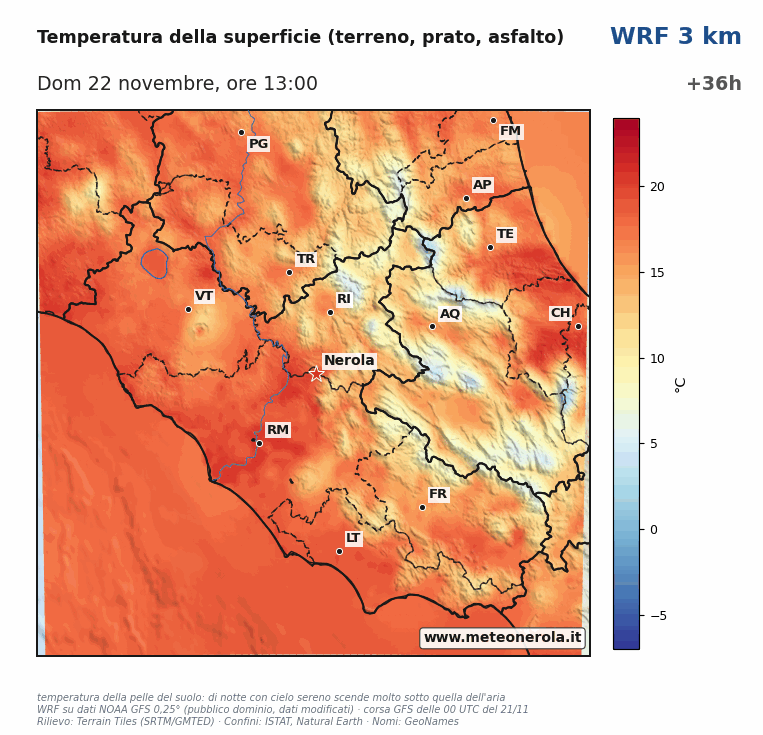 Temperatura della superficie (terreno, prato, asfalto)
WRF 3 km
Dom 22 novembre, ore 13:00
+36h
FM
PG
AP
TE
TR
RI
VT
AQ
CH
Nerola
RM
FR
LT
www.meteonerola.it
20
15
10
5
0
−5
°C
temperatura della pelle del suolo: di notte con cielo sereno scende molto sotto quella dell'aria
WRF su dati NOAA GFS 0,25° (pubblico dominio, dati modificati) · corsa GFS delle 00 UTC del 21/11
Rilievo: Terrain Tiles (SRTM/GMTED) · Confini: ISTAT, Natural Earth · Nomi: GeoNames